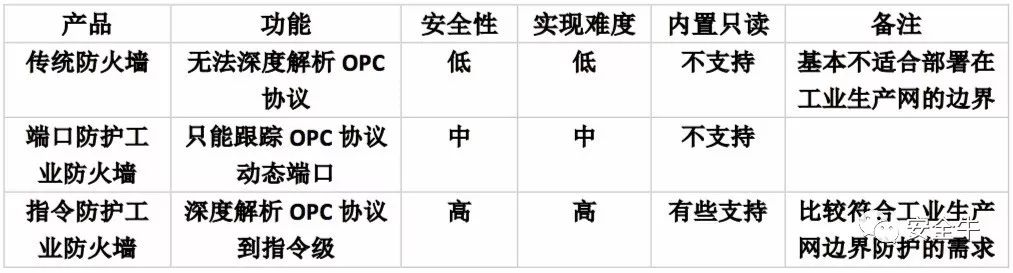 产品 功能 安全性 实现难度 内置只读 备注
传统防火墙 无法深度解析 OPC 低 低 不支持 基本不适合部署在
协议 工业生产网的边界
端口防护工 只能跟踪 OPC 协议 中 中 不支持
业防火墙 动态端口
指令防护工 深度解析 OPC 协议 高 高 有些支持 比较符合工业生产
业防火墙 到指令级 网边界防护的需求
安全牛